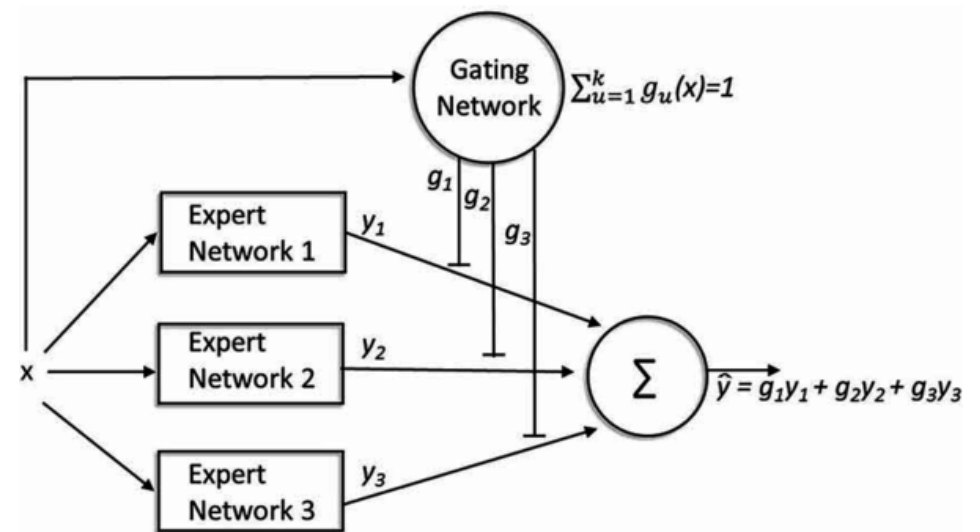 Gating
Network
∑ᵏᵤ₌₁ gᵤ(x)=1
g₁
g₂
g₃
Expert
Network 1
y₁
x
Expert
Network 2
y₂
Σ
ŷ = g₁y₁ + g₂y₂ + g₃y₃
Expert
Network 3
y₃